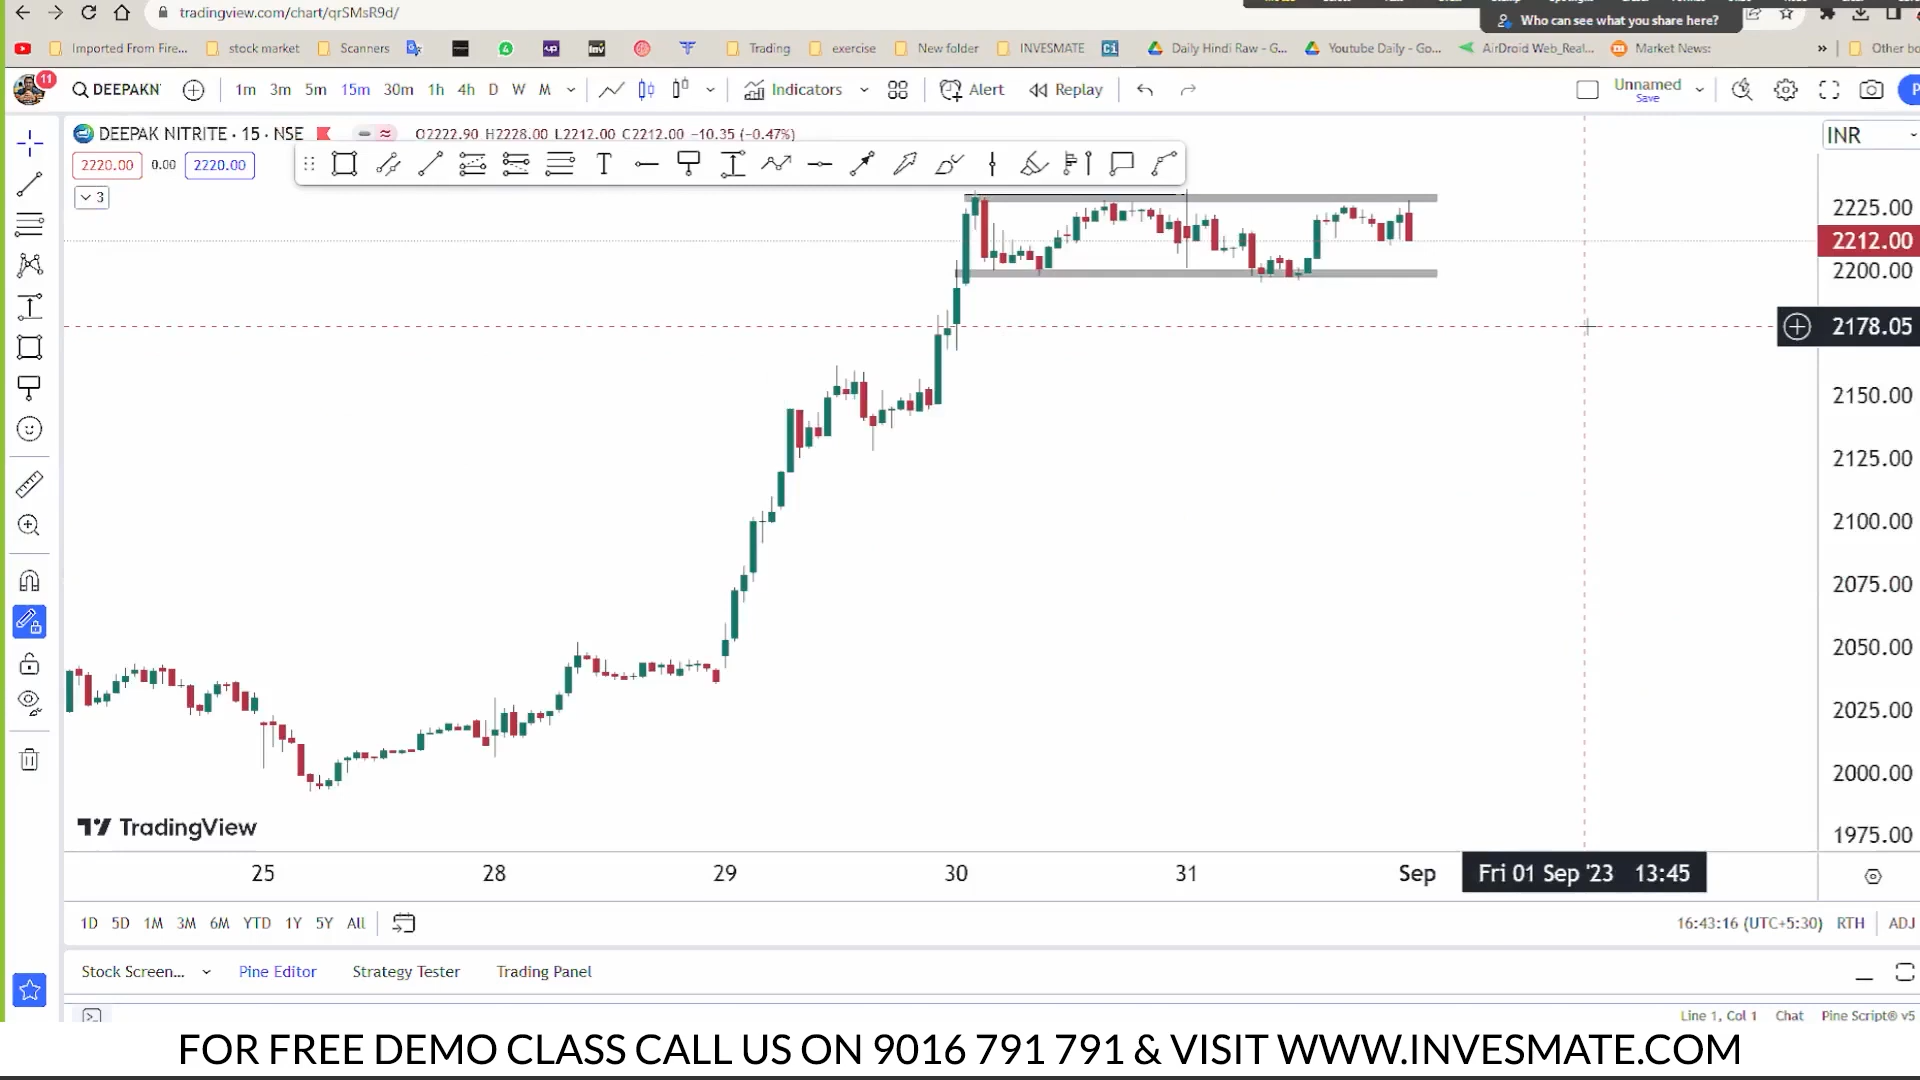 tradingview.com/chart/qrSMsR9d/
Who can see what you share here?
Imported From Fire... stock market Scanners Trading exercise New folder INVESMATE Daily Hindi Raw - G... Youtube Daily - Go... AirDroid Web_Real... Market News: » Other bo
11 DEEPAKN 1m 3m 5m 15m 30m 1h 4h D W M Indicators Alert Replay Unnamed
Save
DEEPAK NITRITE · 15 · NSE O2222.90 H2228.00 L2212.00 C2212.00 −10.35 (−0.47%) INR
2220.00 0.00 2220.00
3
2225.00
2212.00
2200.00
2178.05
2150.00
2125.00
2100.00
2075.00
2050.00
2025.00
2000.00
1975.00
TradingView
25 28 29 30 31 Sep Fri 01 Sep '23 13:45
1D 5D 1M 3M 6M YTD 1Y 5Y All 16:43:16 (UTC+5:30) RTH ADJ
Stock Screen... Pine Editor Strategy Tester Trading Panel
Line 1, Col 1 Chat Pine Script® v5
FOR FREE DEMO CLASS CALL US ON 9016 791 791 & VISIT WWW.INVESMATE.COM